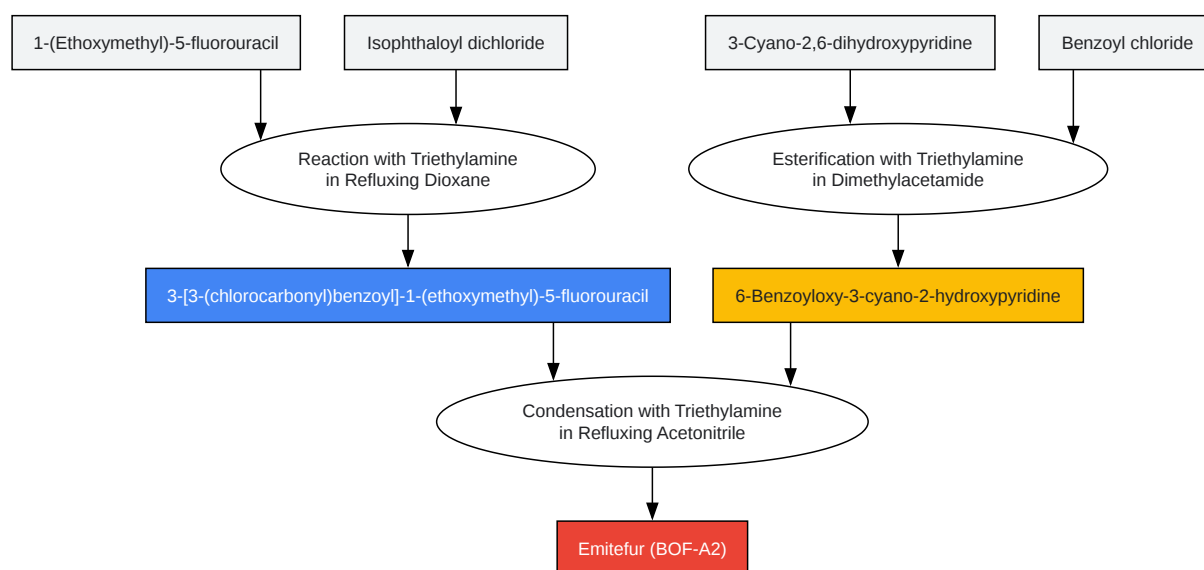 1-(Ethoxymethyl)-5-fluorouracil
Isophthaloyl dichloride
3-Cyano-2,6-dihydroxypyridine
Benzoyl chloride
Reaction with Triethylamine
in Refluxing Dioxane
Esterification with Triethylamine
in Dimethylacetamide
3-[3-(chlorocarbonyl)benzoyl]-1-(ethoxymethyl)-5-fluorouracil
6-Benzoyloxy-3-cyano-2-hydroxypyridine
Condensation with Triethylamine
in Refluxing Acetonitrile
Emitefur (BOF-A2)